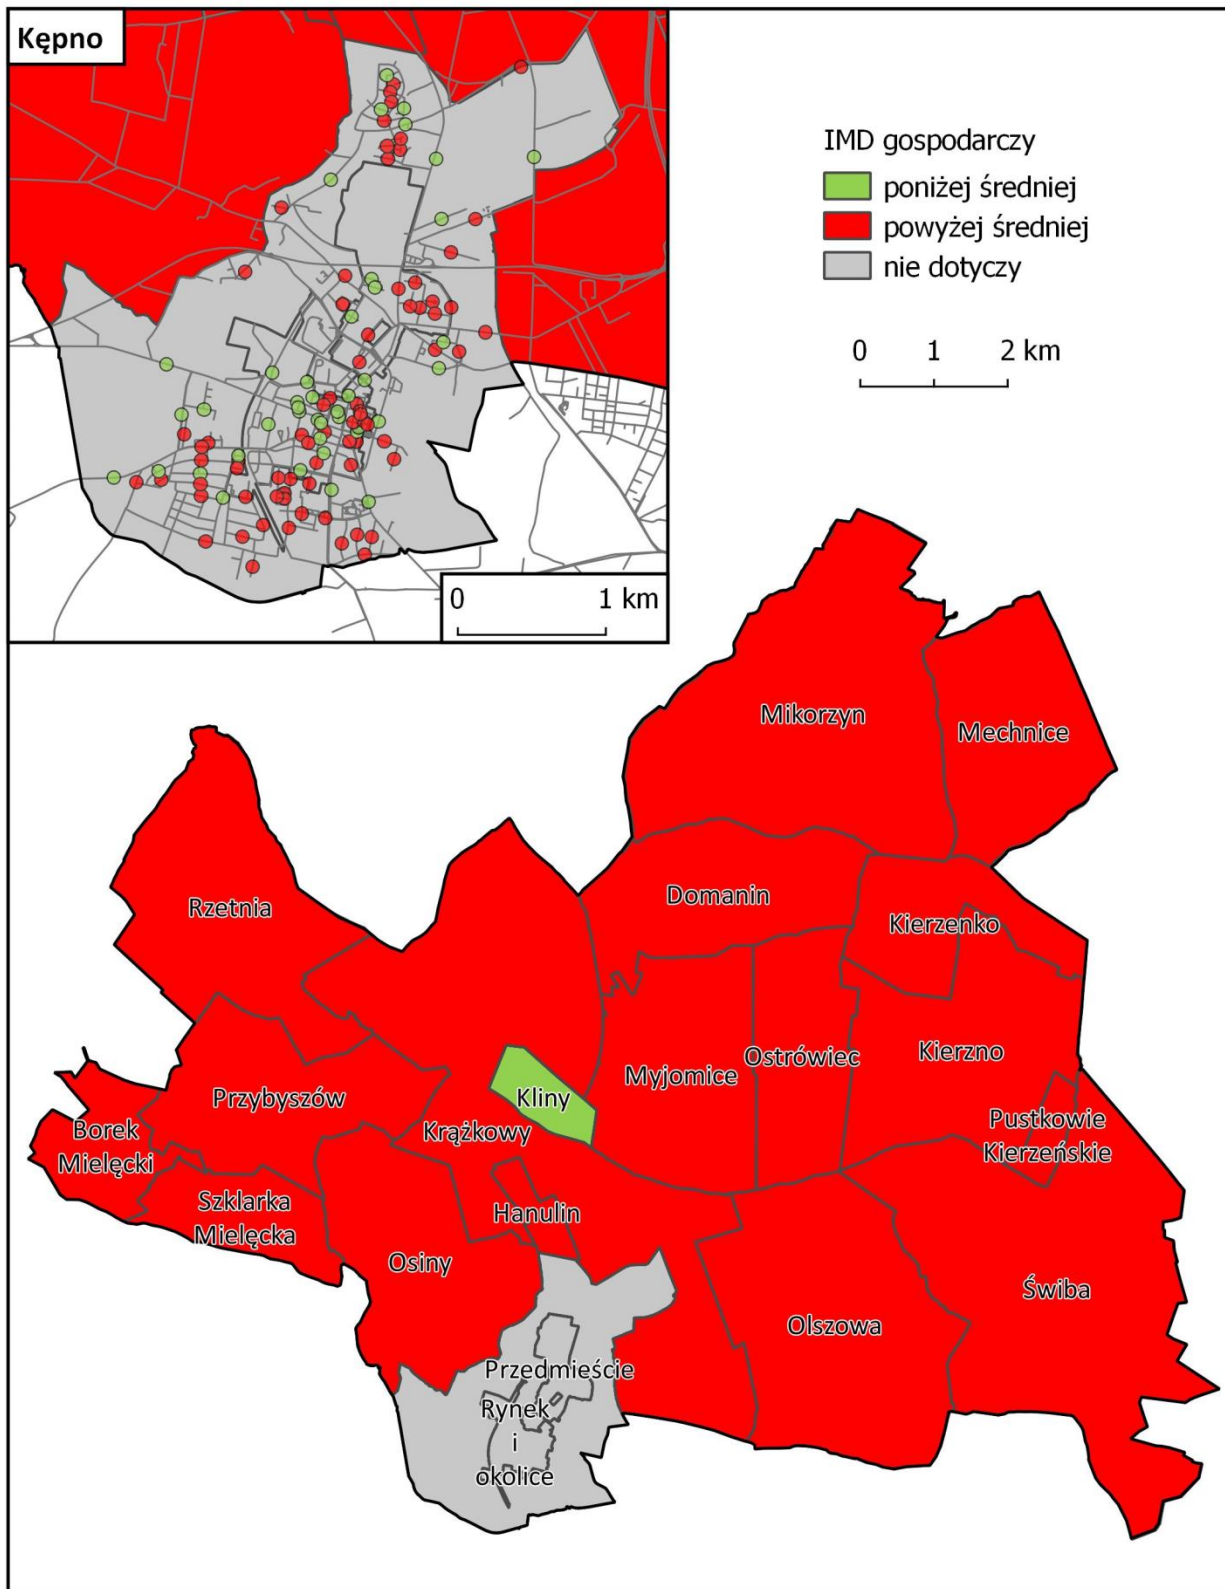 Kępno
IMD gospodarczy
poniżej średniej
powyżej średniej
nie dotyczy
0 1 2 km
0 1 km
Mikorzyn
Mechnice
Rzetnia
Domanin
Kierzenko
Ostrówiec
Kierzno
Myjomice
Kliny
Przybyszów
Krążkowy
Pustkowie
Kierzeńskie
Borek
Mielęcki
Szklarka
Mielęcka
Hanulin
Osiny
Świba
Olszowa
Przedmieście
Rynek
i
okolice